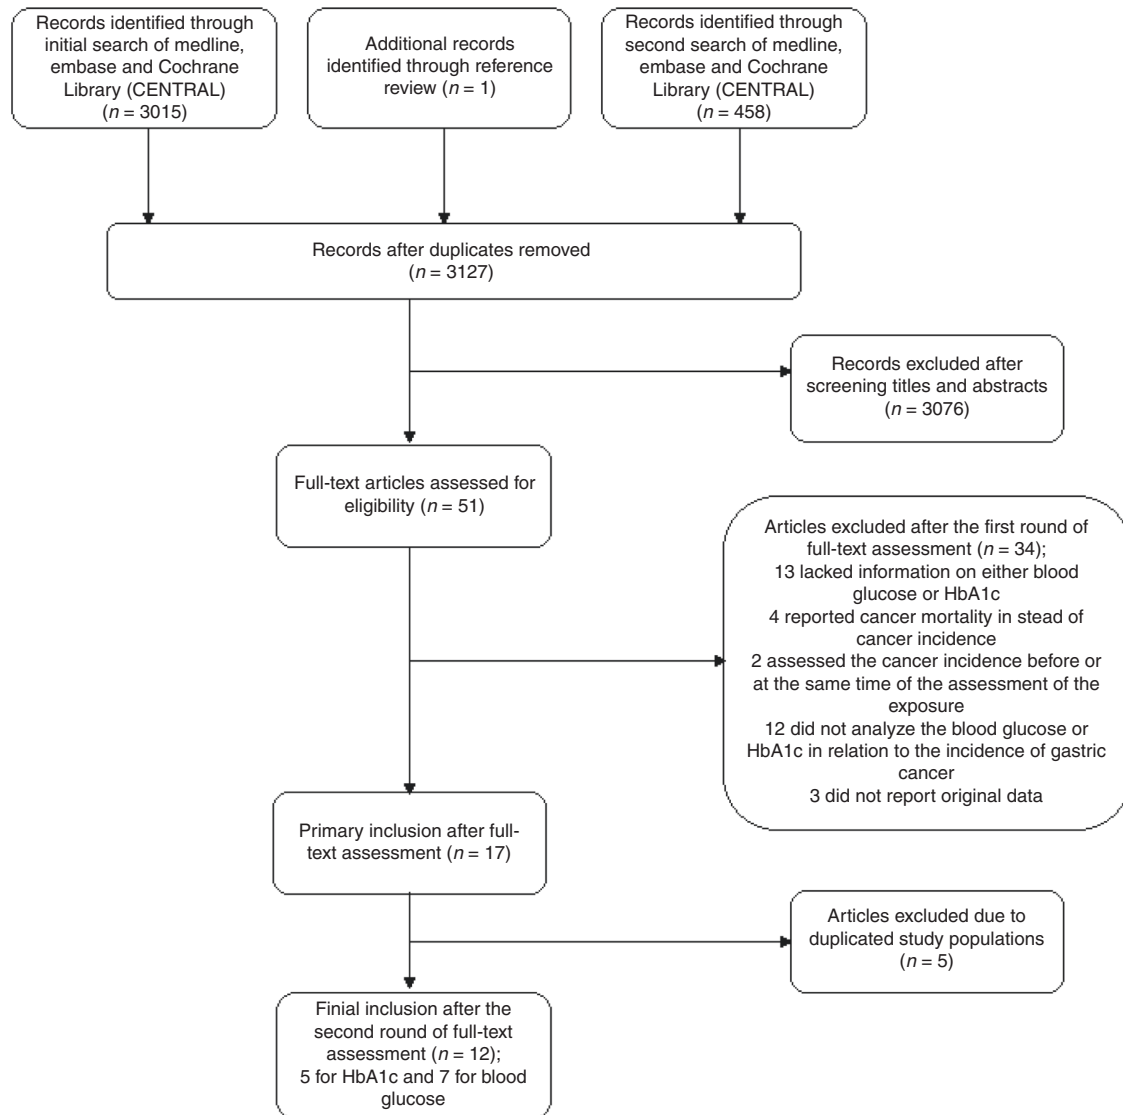 Records identified through
initial search of medline,
embase and Cochrane
Library (CENTRAL)
(n = 3015)
Additional records
identified through reference
review (n = 1)
Records identified through
second search of medline,
embase and Cochrane
Library (CENTRAL)
(n = 458)
Records after duplicates removed
(n = 3127)
Records excluded after
screening titles and abstracts
(n = 3076)
Full-text articles assessed for
eligibility (n = 51)
Articles excluded after the first round of
full-text assessment (n = 34);
13 lacked information on either blood
glucose or HbA1c
4 reported cancer mortality in stead of
cancer incidence
2 assessed the cancer incidence before or
at the same time of the assessment of the
exposure
12 did not analyze the blood glucose or
HbA1c in relation to the incidence of gastric
cancer
3 did not report original data
Primary inclusion after full-
text assessment (n = 17)
Articles excluded due to
duplicated study populations
(n = 5)
Finial inclusion after the
second round of full-text
assessment (n = 12);
5 for HbA1c and 7 for blood
glucose